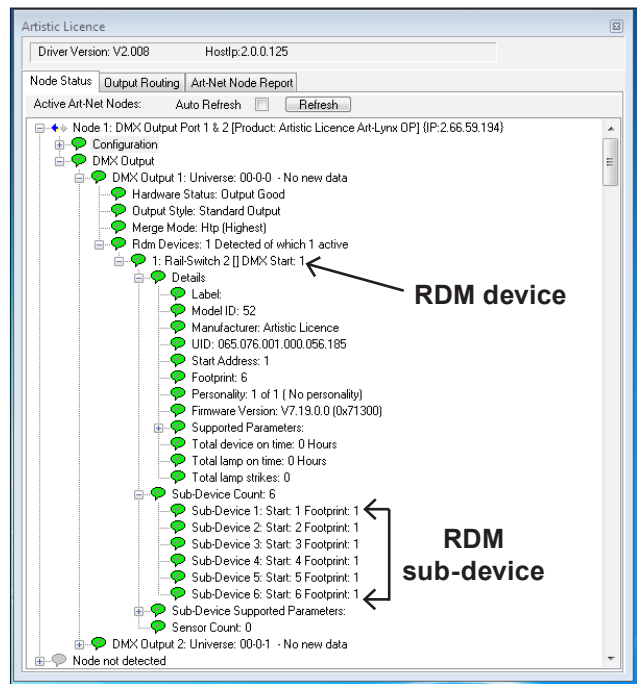 Artistic Licence
Driver Version: V2.008 HostIp:2.0.0.125
Node Status Output Routing Art-Net Node Report
Active Art-Net Nodes: Auto Refresh Refresh
Node 1: DMX Output Port 1 & 2 [Product: Artistic Licence Art-Lynx OP] {IP:2.66.59.194}
Configuration
DMX Output
DMX Output 1: Universe: 00-0-0 - No new data
Hardware Status: Output Good
Output Style: Standard Output
Merge Mode: Htp (Highest)
Rdm Devices: 1 Detected of which 1 active
1: Rail-Switch 2 [] DMX Start: 1
RDM device
Details
Label:
Model ID: 52
Manufacturer: Artistic Licence
UID: 065.076.001.000.056.185
Start Address: 1
Footprint: 6
Personality: 1 of 1 ( No personality)
Firmware Version: V7.19.0.0 (0x71300)
Supported Parameters:
Total device on time: 0 Hours
Total lamp on time: 0 Hours
Total lamp strikes: 0
Sub-Device Count: 6
Sub-Device 1: Start: 1 Footprint: 1
Sub-Device 2: Start: 2 Footprint: 1
Sub-Device 3: Start: 3 Footprint: 1
Sub-Device 4: Start: 4 Footprint: 1
Sub-Device 5: Start: 5 Footprint: 1
Sub-Device 6: Start: 6 Footprint: 1
RDM
sub-device
Sub-Device Supported Parameters:
Sensor Count: 0
DMX Output 2: Universe: 00-0-1 - No new data
Node not detected